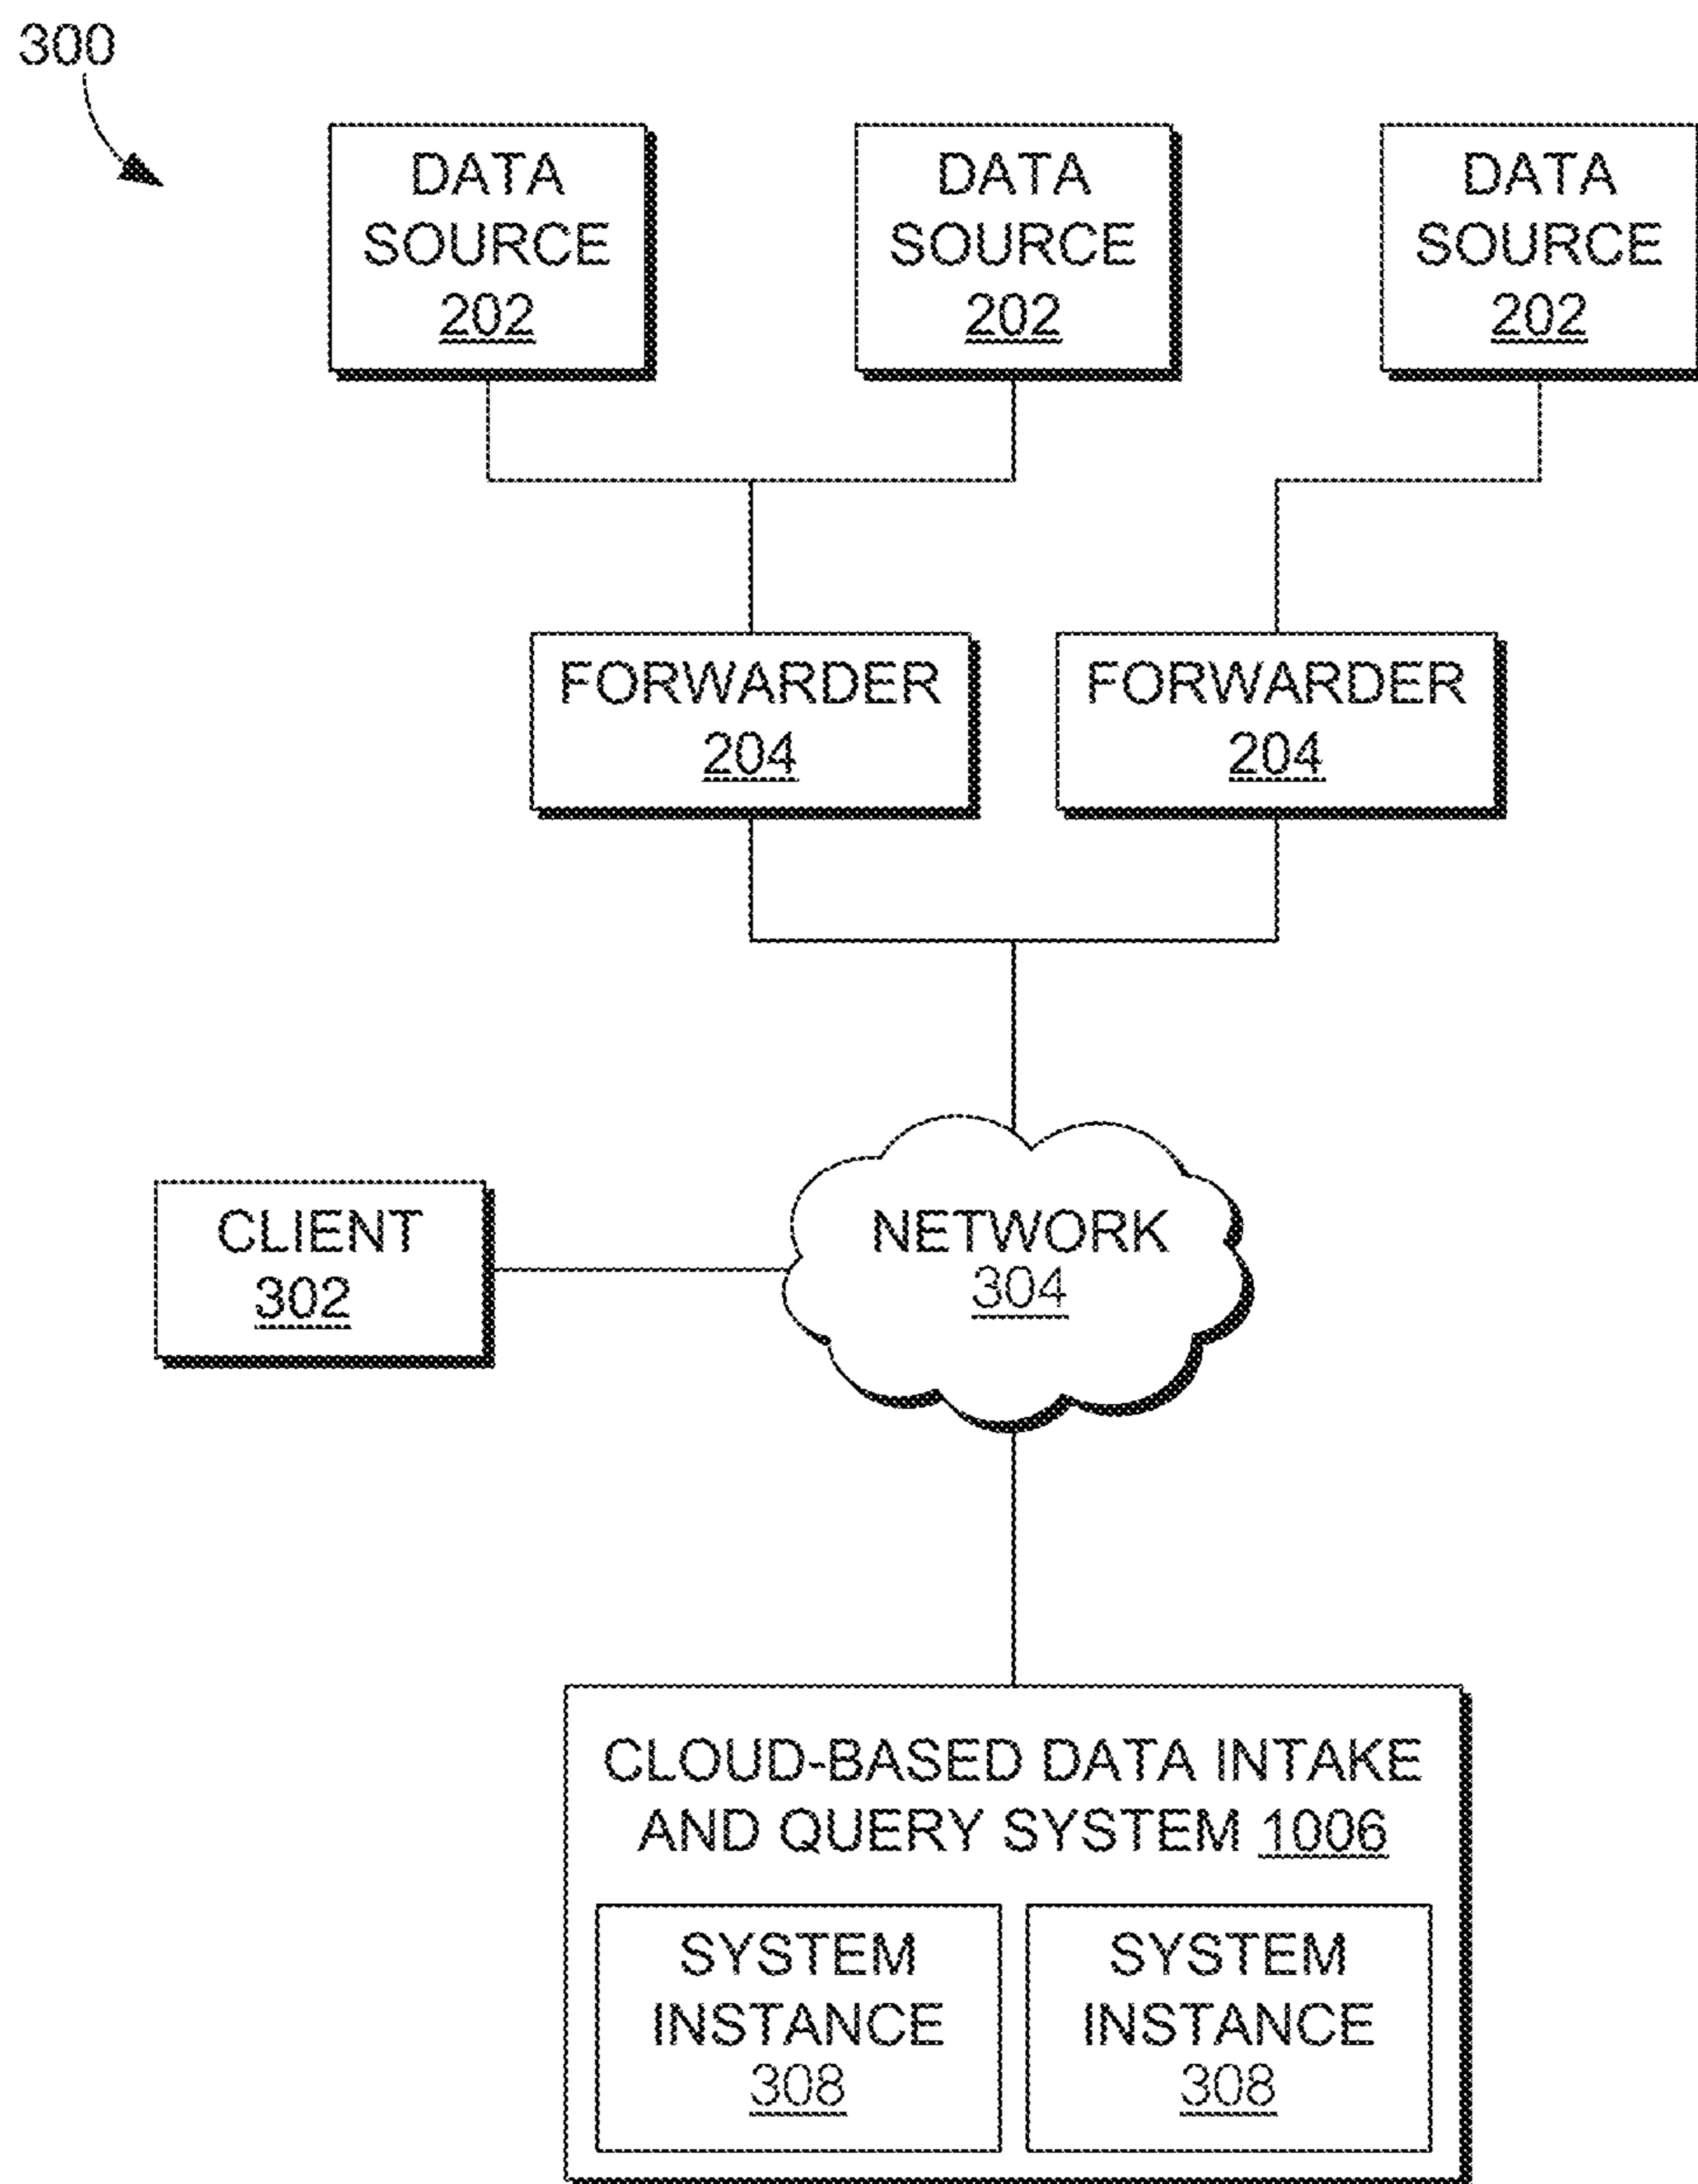 300
DATA
SOURCE
202
DATA
SOURCE
202
DATA
SOURCE
202
FORWARDER
204
FORWARDER
204
CLIENT
302
NETWORK
304
CLOUD-BASED DATA INTAKE
AND QUERY SYSTEM 1006
SYSTEM
INSTANCE
308
SYSTEM
INSTANCE
308